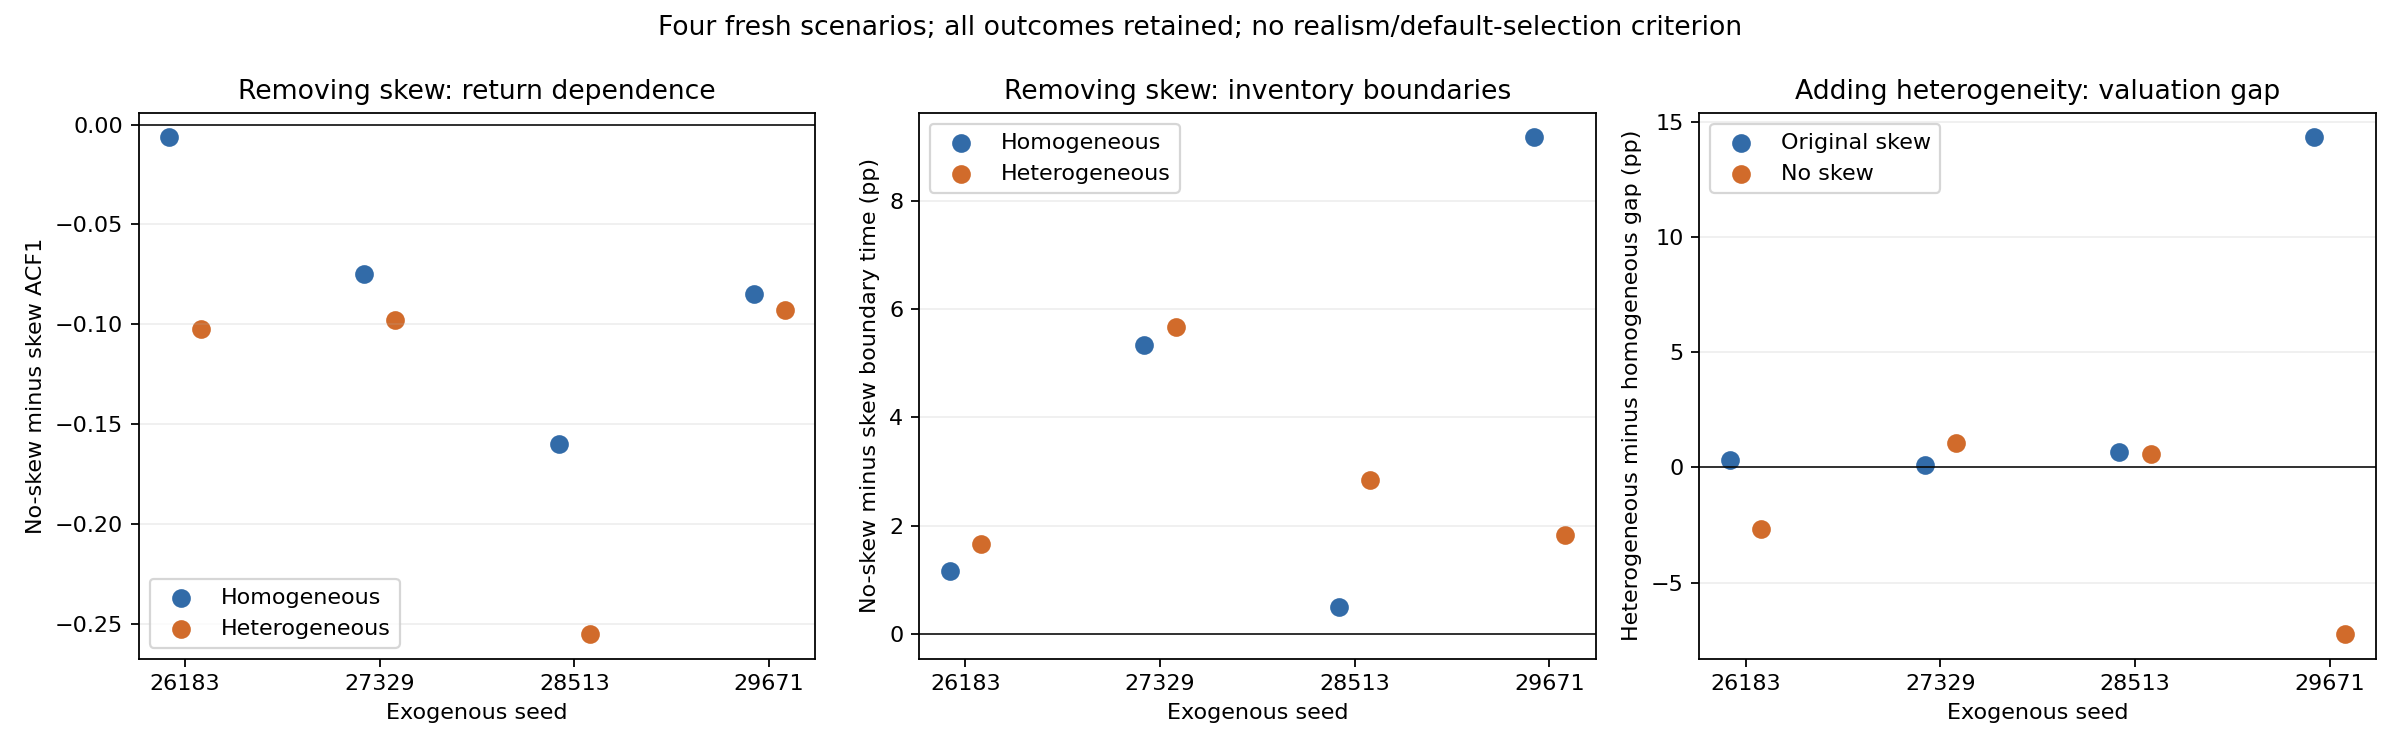 Four fresh scenarios; all outcomes retained; no realism/default-selection criterion
Removing skew: return dependence
No-skew minus skew ACF1
0.00
−0.05
−0.10
−0.15
−0.20
−0.25
Homogeneous
Heterogeneous
26183
27329
28513
29671
Exogenous seed
Removing skew: inventory boundaries
No-skew minus skew boundary time (pp)
8
6
4
2
0
Homogeneous
Heterogeneous
26183
27329
28513
29671
Exogenous seed
Adding heterogeneity: valuation gap
Heterogeneous minus homogeneous gap (pp)
15
10
5
0
−5
Original skew
No skew
26183
27329
28513
29671
Exogenous seed